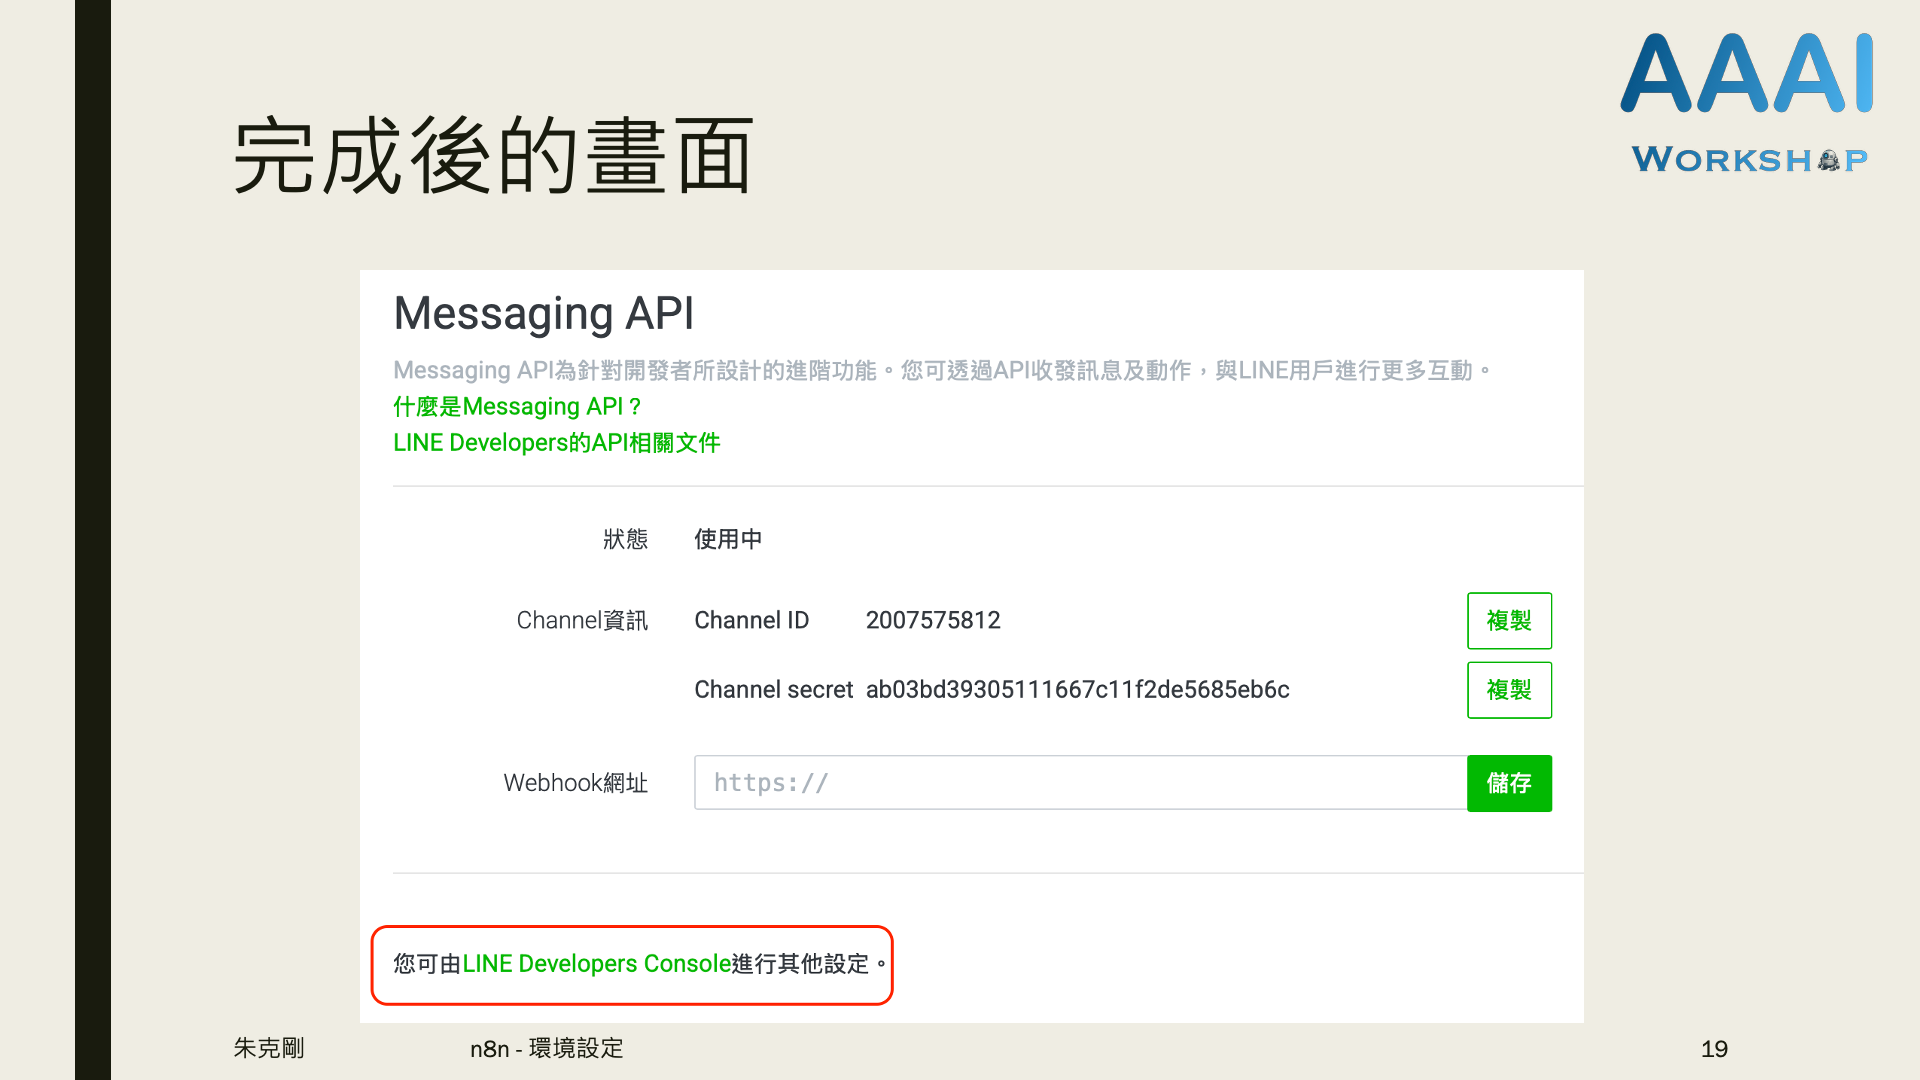 AAAI
WORKSHOP
完成後的畫面
Messaging API
Messaging API為針對開發者所設計的進階功能。您可透過API收發訊息及動作，與LINE用戶進行更多互動。
什麼是Messaging API？
LINE Developers的API相關文件
狀態 使用中
Channel資訊 Channel ID 2007575812 複製
Channel secret ab03bd39305111667c11f2de5685eb6c 複製
Webhook網址 https:// 儲存
您可由LINE Developers Console進行其他設定。
朱克剛 n8n - 環境設定 19